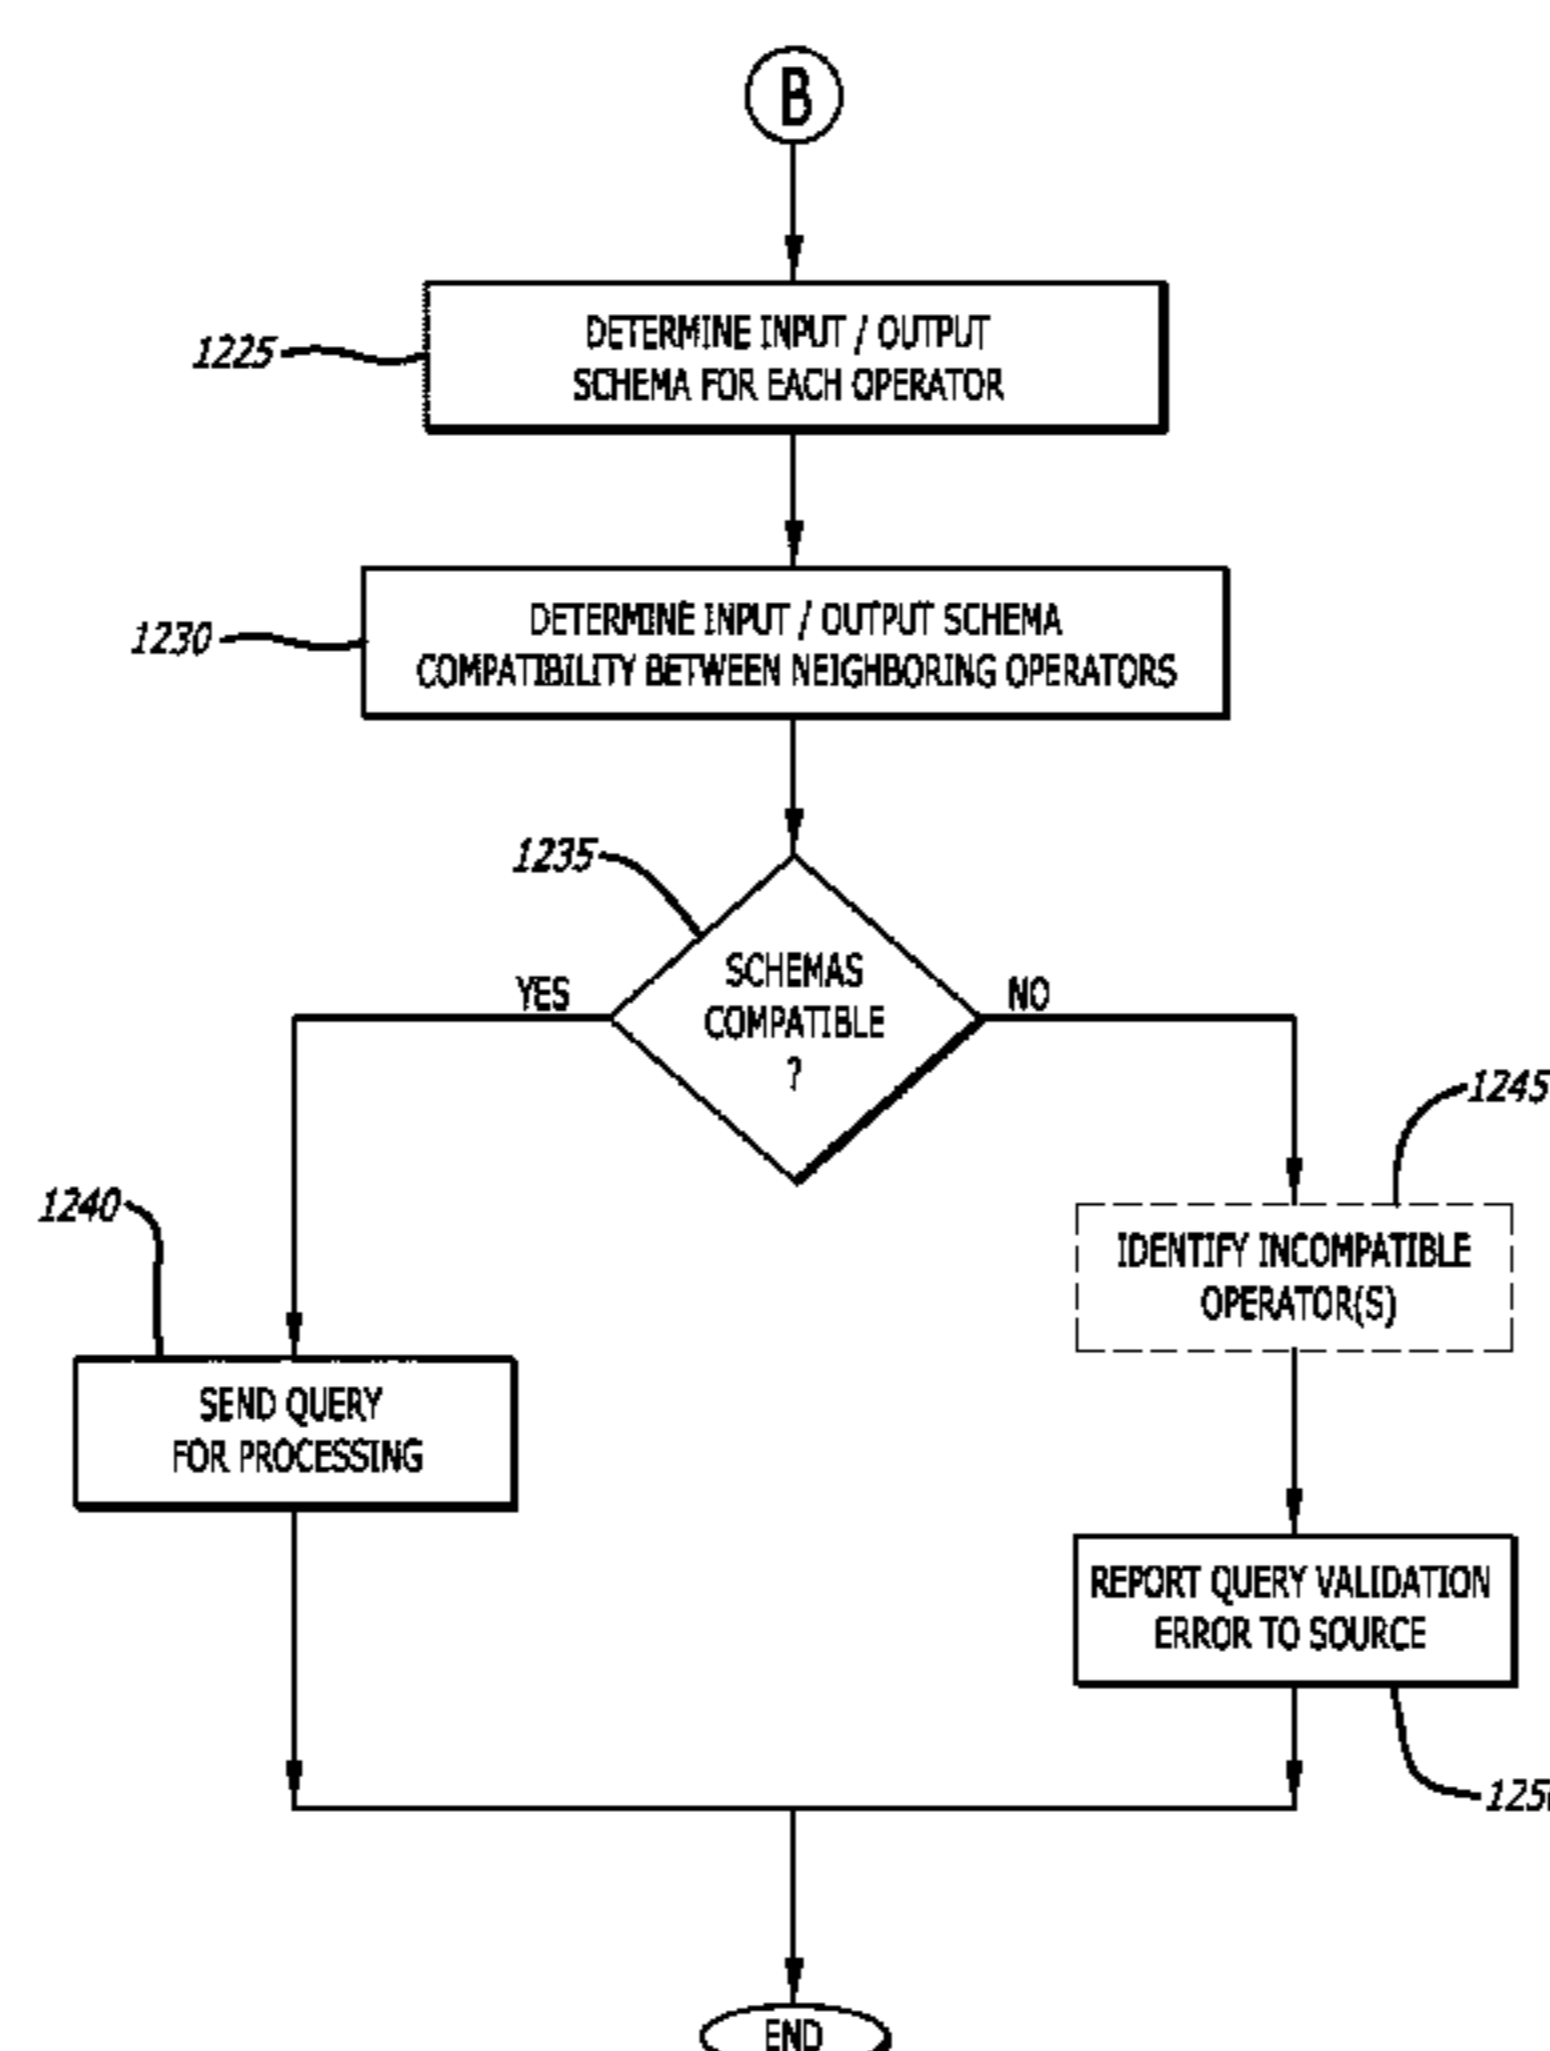 B
1225
DETERMINE INPUT / OUTPUT
SCHEMA FOR EACH OPERATOR
1230
DETERMINE INPUT / OUTPUT SCHEMA
COMPATIBILITY BETWEEN NEIGHBORING OPERATORS
1235
SCHEMAS
COMPATIBLE
?
YES
NO
1245
IDENTIFY INCOMPATIBLE
OPERATOR(S)
1240
SEND QUERY
FOR PROCESSING
REPORT QUERY VALIDATION
ERROR TO SOURCE
END